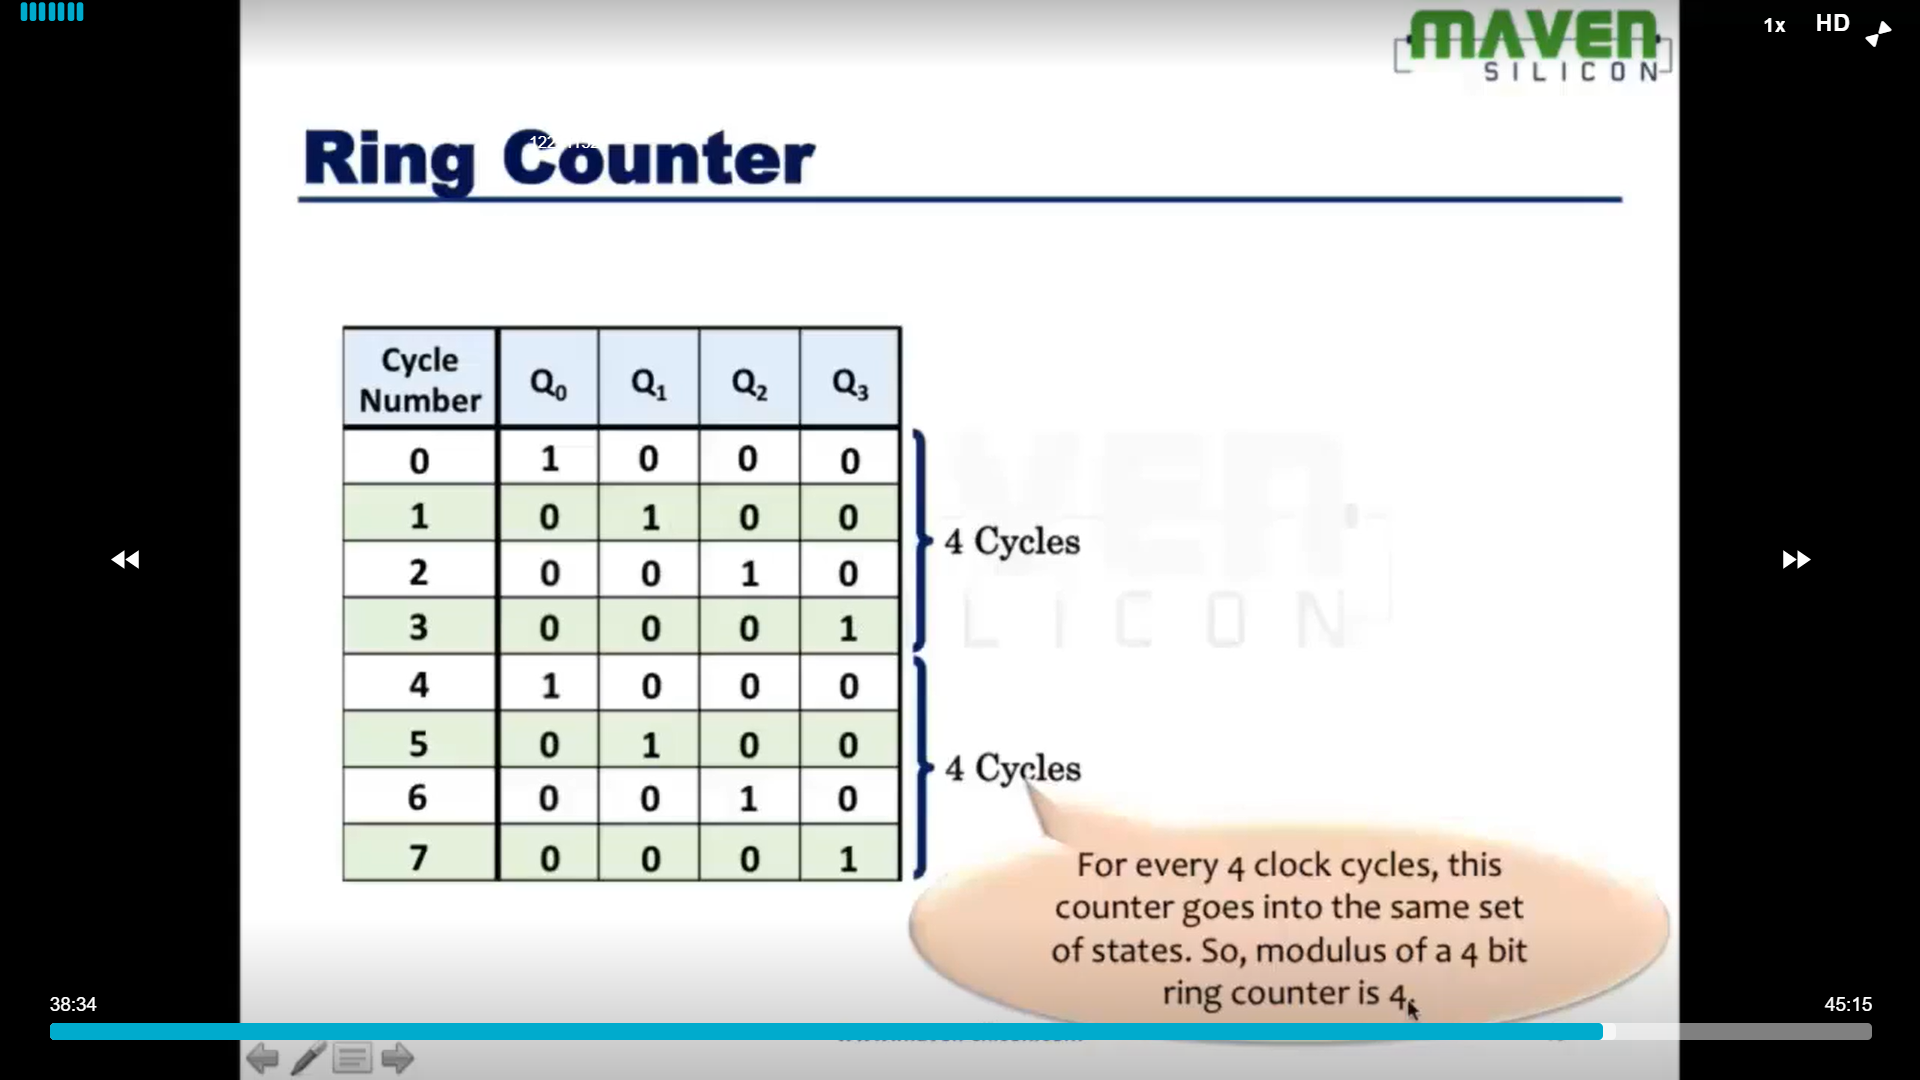 1x HD
MAVEN
SILICON
Ring Counter
Cycle Number Q0 Q1 Q2 Q3
0 1 0 0 0
1 0 1 0 0
2 0 0 1 0
3 0 0 0 1
4 1 0 0 0
5 0 1 0 0
6 0 0 1 0
7 0 0 0 1
4 Cycles
4 Cycles
For every 4 clock cycles, this
counter goes into the same set
of states. So, modulus of a 4 bit
ring counter is 4.
38:34
45:15